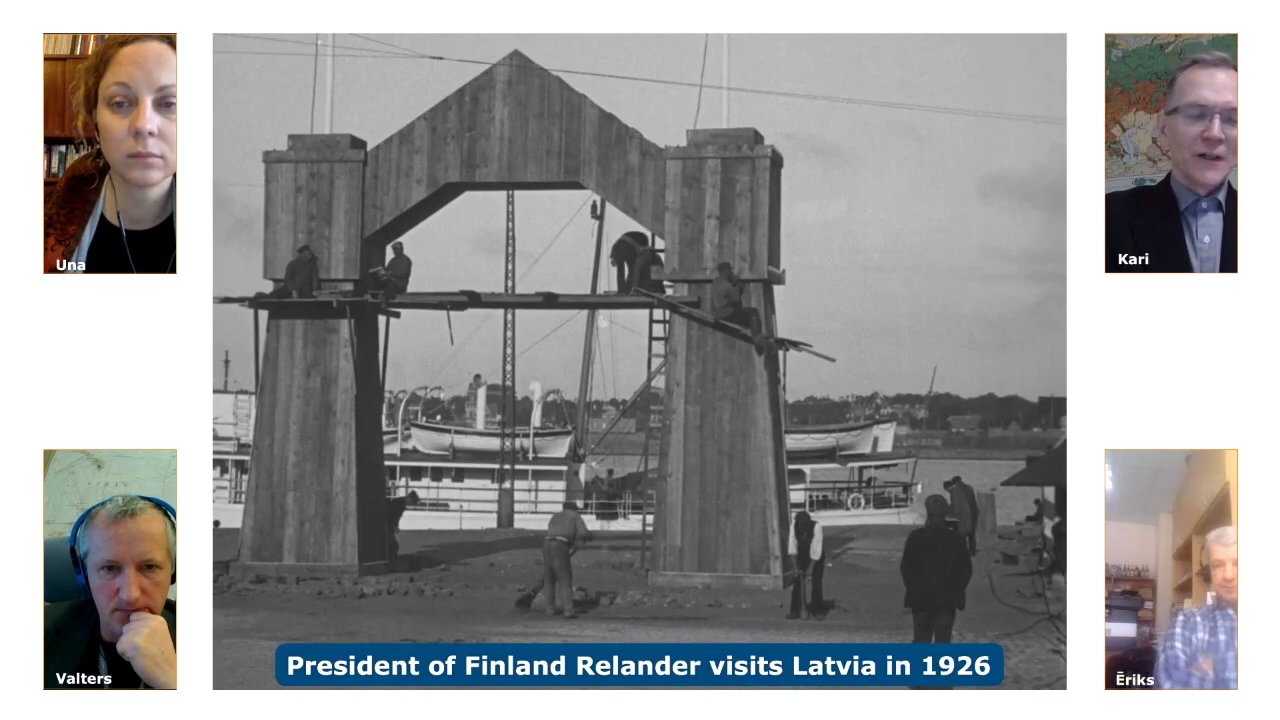 Una
Kari
Valters
Ēriks
President of Finland Relander visits Latvia in 1926